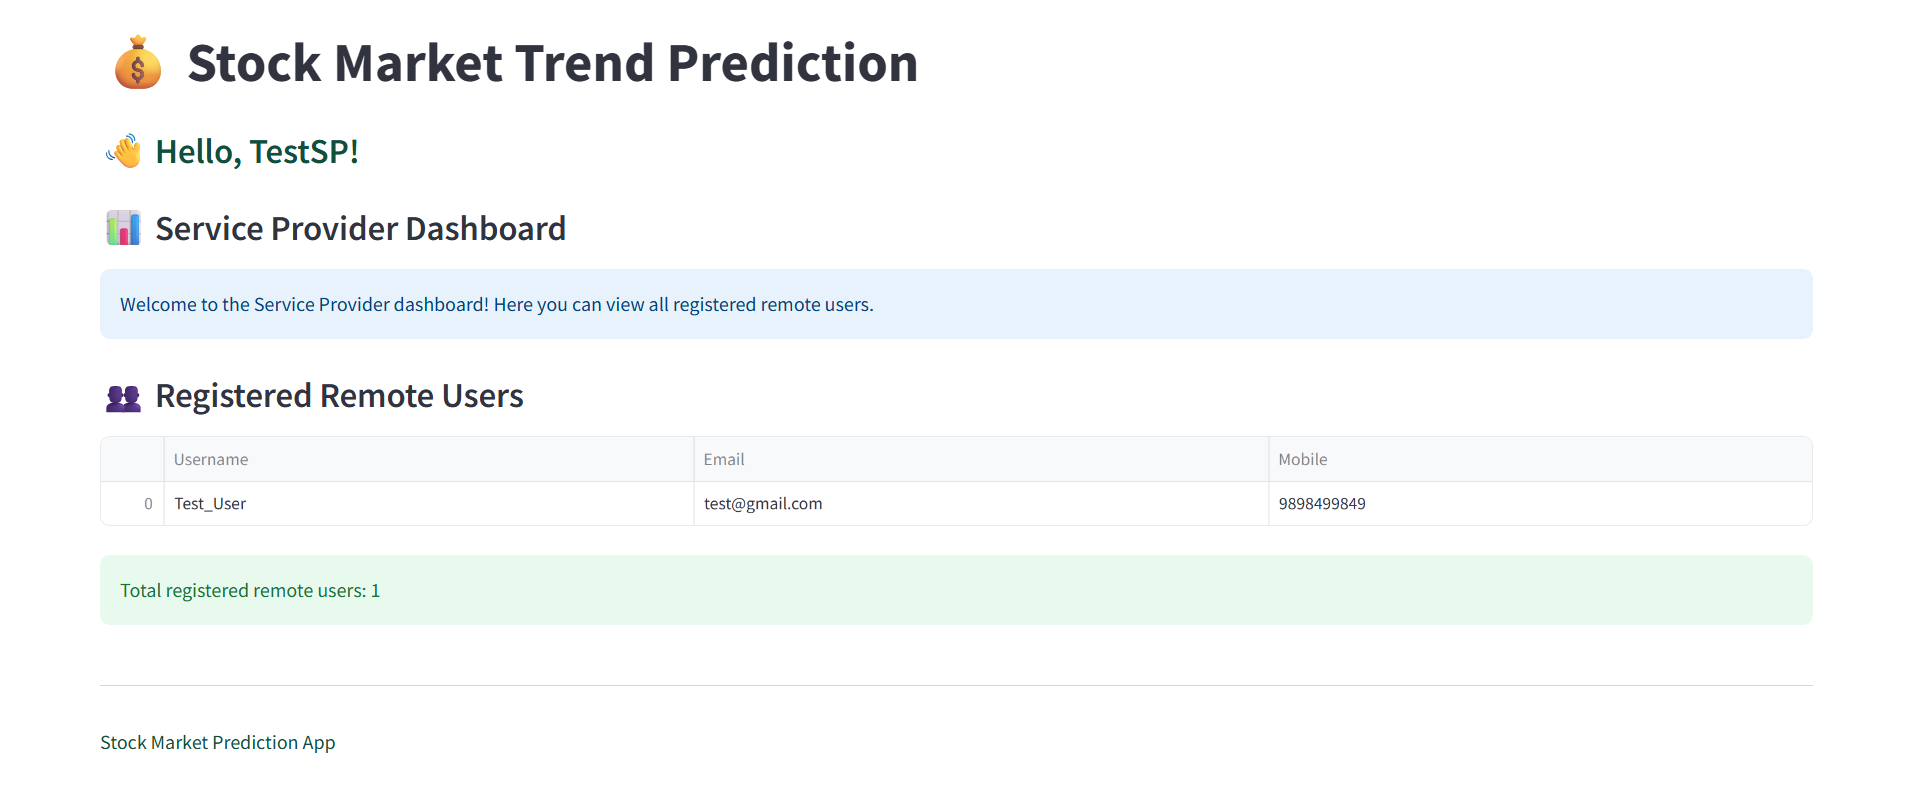 Stock Market Trend Prediction
Hello, TestSP!
Service Provider Dashboard
Welcome to the Service Provider dashboard! Here you can view all registered remote users.
Registered Remote Users
Username Email Mobile
0 Test_User test@gmail.com 9898499849
Total registered remote users: 1
Stock Market Prediction App